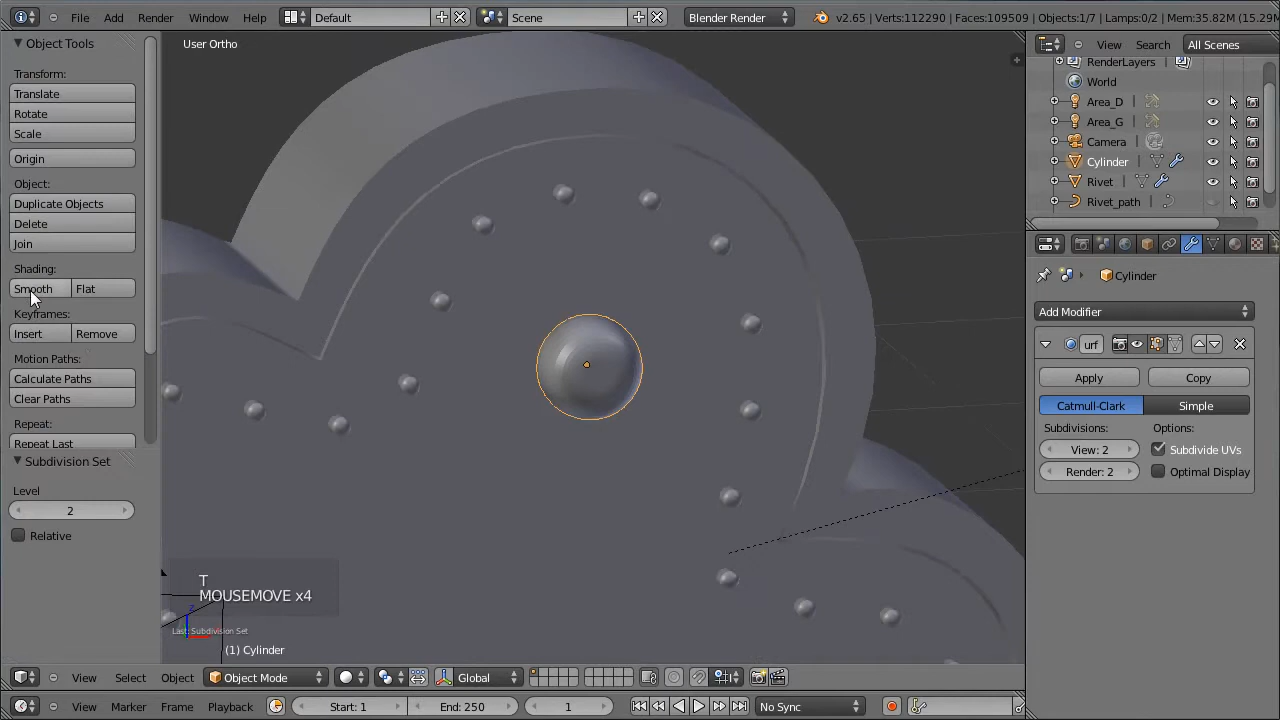 File Add Render Window Help Default Scene Blender Render v2.65 | Verts:112290 | Faces:109509 | Objects:1/7 | Lamps:0/2 | Mem:35.82M (15.29
Object Tools
Transform:
Translate
Rotate
Scale
Origin
Object:
Duplicate Objects
Delete
Join
Shading:
Smooth Flat
Keyframes:
Insert Remove
Motion Paths:
Calculate Paths
Clear Paths
Repeat:
Repeat Last
Subdivision Set
Level
2
Relative
User Ortho
T
MOUSEMOVE x4
Last: Subdivision Set
(1) Cylinder
View Search All Scenes
RenderLayers
World
Area_D
Area_G
Camera
Cylinder
Rivet
Rivet_path
Cylinder
Add Modifier
urf
Apply Copy
Catmull-Clark Simple
Subdivisions: Options:
View: 2 Subdivide UVs
Render: 2 Optimal Display
View Select Object Object Mode Global
View Marker Frame Playback Start: 1 End: 250 1 No Sync